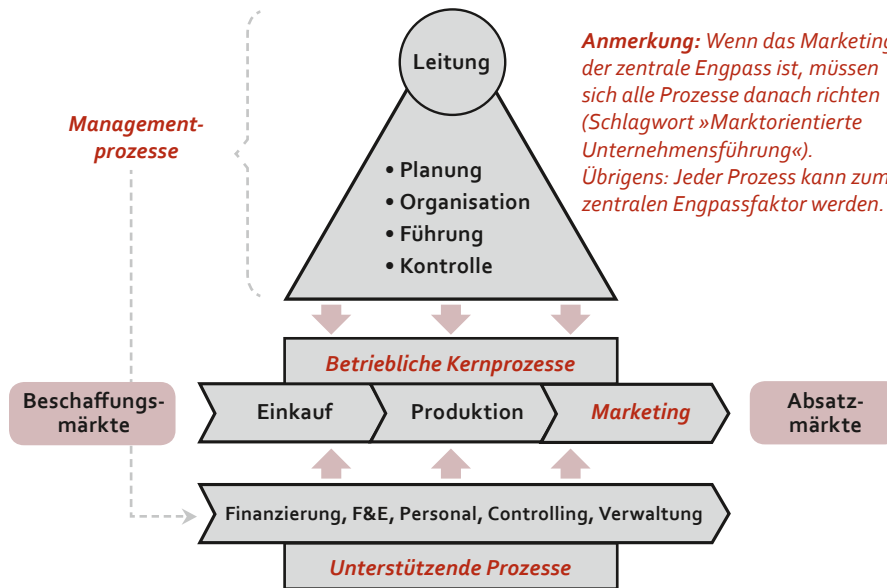 Leitung
Anmerkung: Wenn das Marketing
der zentrale Engpass ist, müssen
sich alle Prozesse danach richten
(Schlagwort »Marktorientierte
Unternehmensführung«).
Übrigens: Jeder Prozess kann zum
zentralen Engpassfaktor werden.
Management-
prozesse
• Planung
• Organisation
• Führung
• Kontrolle
Betriebliche Kernprozesse
Beschaffungs-
märkte
Einkauf
Produktion
Marketing
Absatz-
märkte
Finanzierung, F&E, Personal, Controlling, Verwaltung
Unterstützende Prozesse